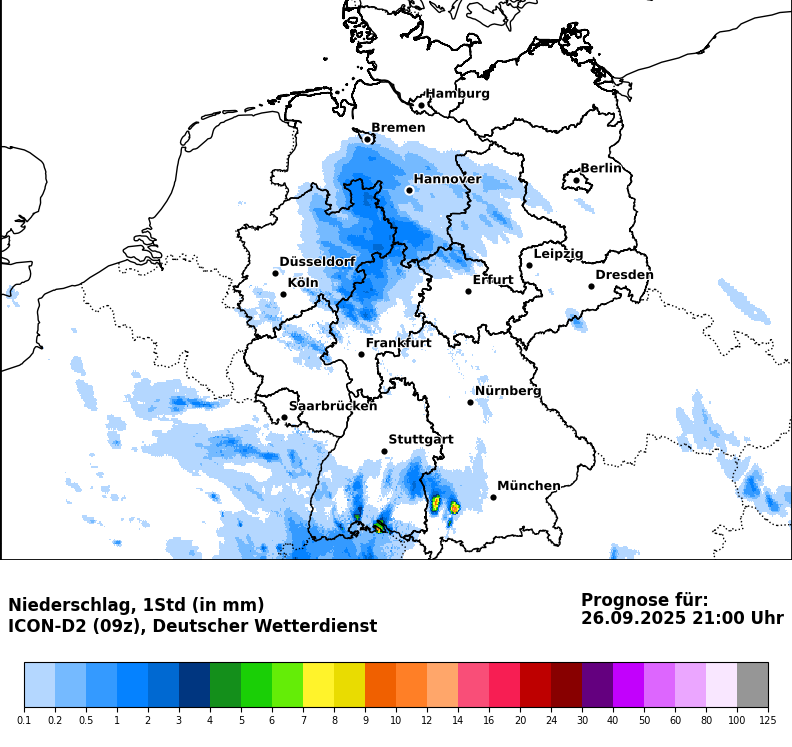 Hamburg
Bremen
Berlin
Hannover
Leipzig
Düsseldorf
Dresden
Köln
Erfurt
Frankfurt
Nürnberg
Saarbrücken
Stuttgart
München
Niederschlag, 1Std (in mm)
ICON-D2 (09z), Deutscher Wetterdienst
Prognose für:
26.09.2025 21:00 Uhr
0.1 0.2 0.5 1 2 3 4 5 6 7 8 9 10 12 14 16 20 24 30 40 50 60 80 100 125